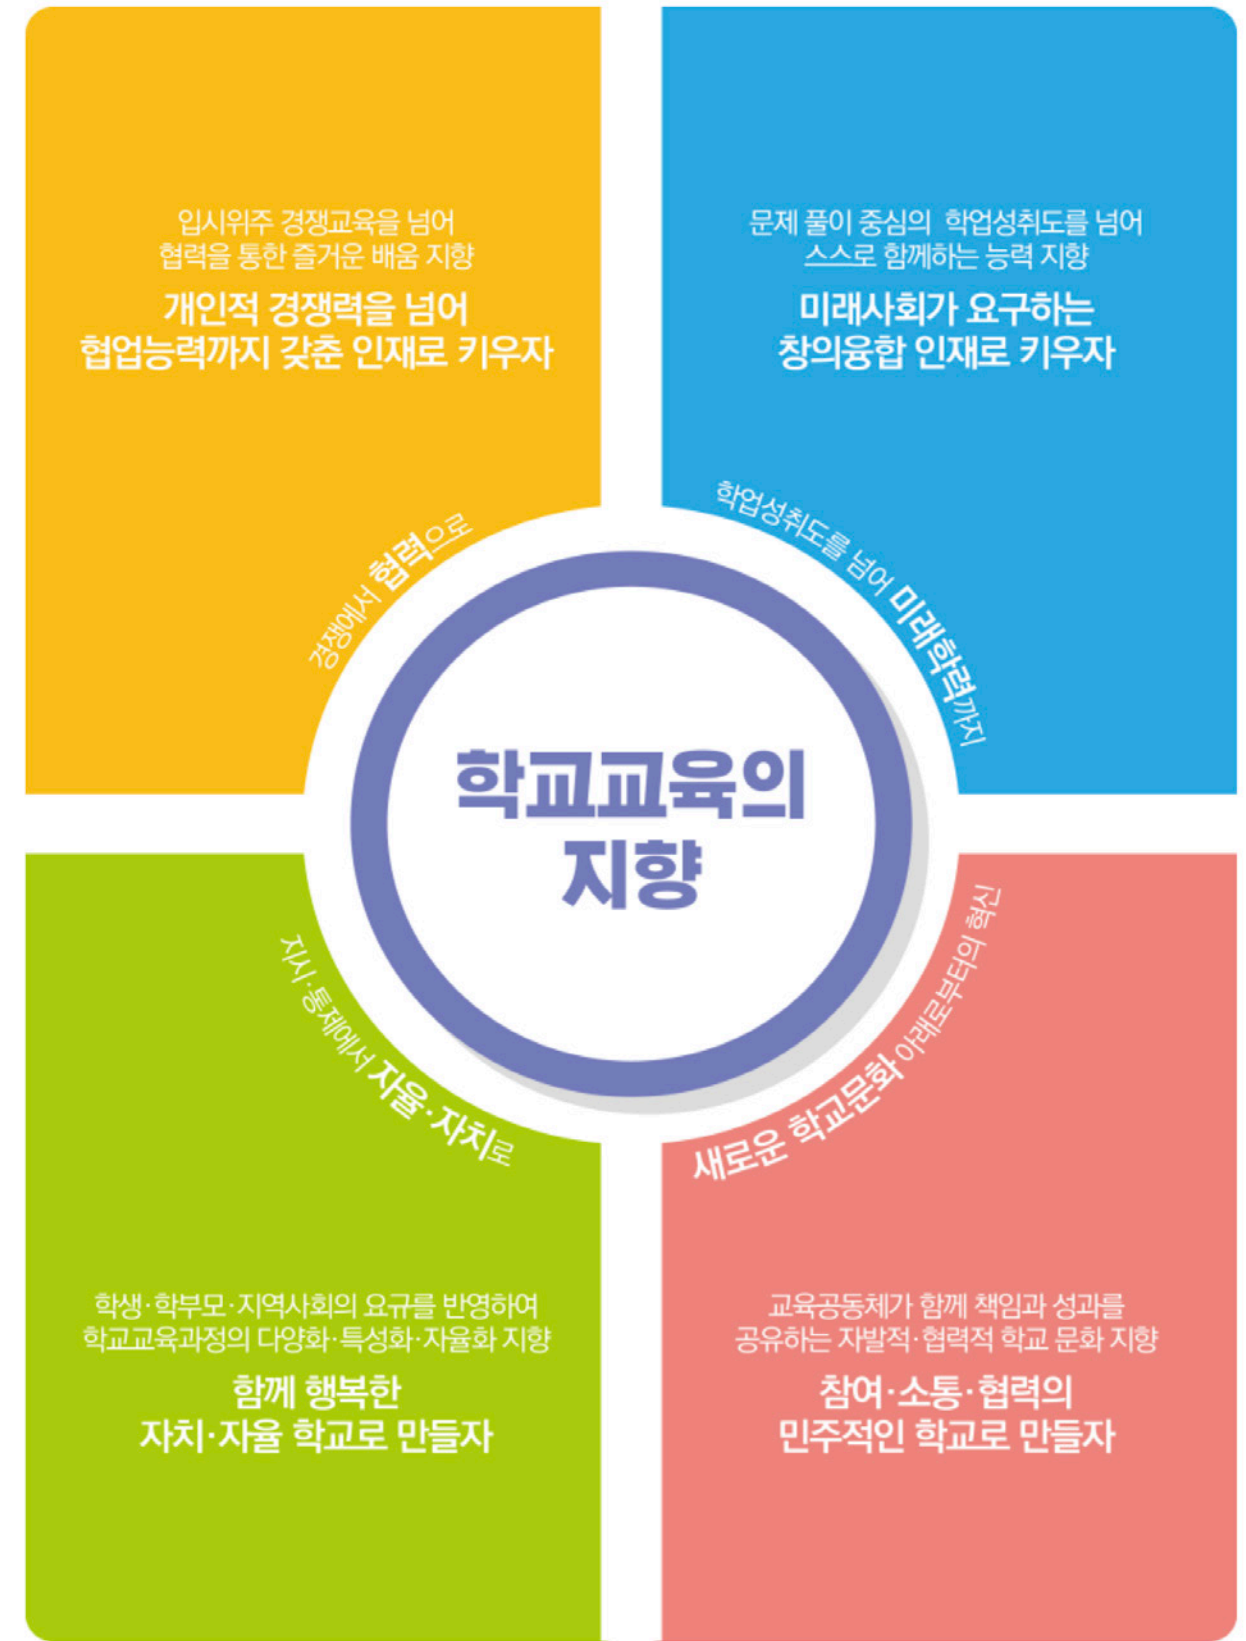 입시위주 경쟁교육을 넘어
협력을 통한 즐거운 배움 지향
개인적 경쟁력을 넘어
협업능력까지 갖춘 인재로 키우자
경쟁에서 협력으로
문제 풀이 중심의 학업성취도를 넘어
스스로 함께하는 능력 지향
미래사회가 요구하는
창의융합 인재로 키우자
학업성취도를 넘어 미래학력까지
학교교육의
지향
지시·통제에서 자율·자치로
학생·학부모·지역사회의 요규를 반영하여
학교교육과정의 다양화·특성화·자율화 지향
함께 행복한
자치·자율 학교로 만들자
새로운 학교문화 아래로부터의 혁신
교육공동체가 함께 책임과 성과를
공유하는 자발적·협력적 학교 문화 지향
참여·소통·협력의
민주적인 학교로 만들자